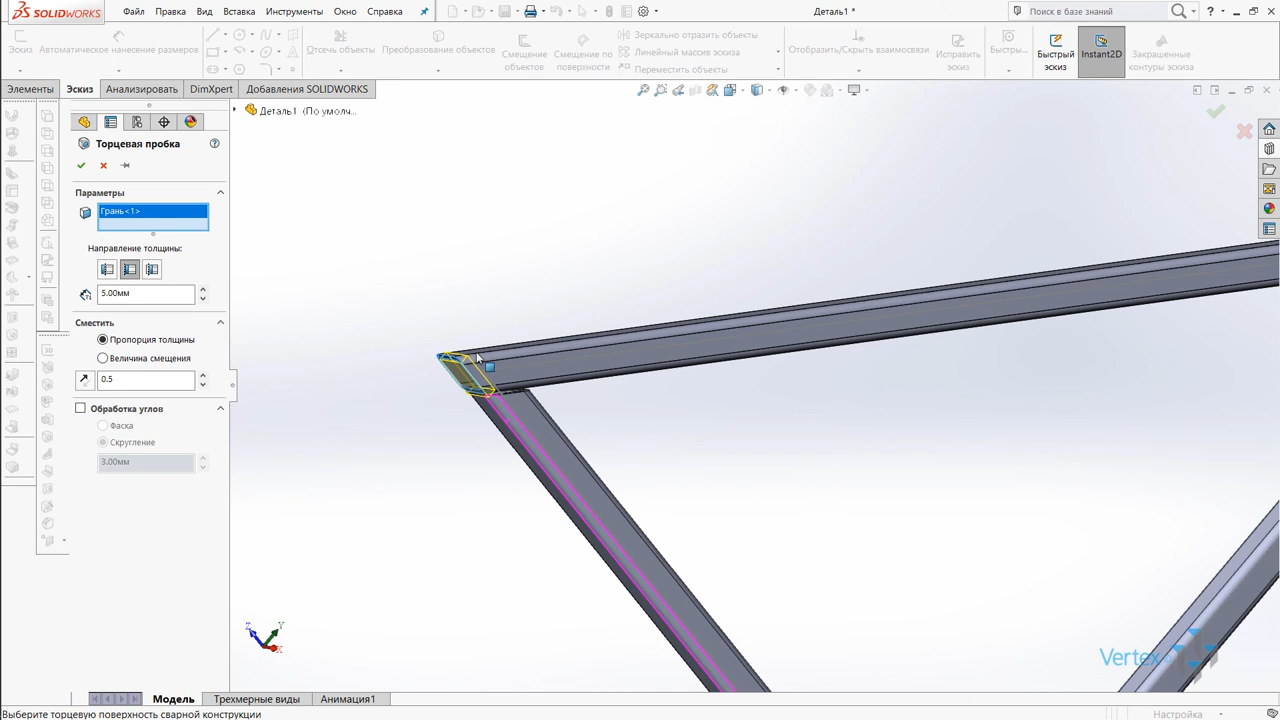 SOLIDWORKS
Файл Правка Вид Вставка Инструменты Окно Справка
Деталь1 *
Поиск в базе знаний
Эскиз
Автоматическое нанесение размеров
Отсечь объекты
Преобразование объектов
Смещение объектов
Смещение по поверхности
Зеркально отразить объекты
Линейный массив эскиза
Переместить объекты
Отобразить/Скрыть взаимосвязи
Исправить эскиз
Быстры...
Быстрый эскиз
Instant2D
Закрашенные контуры эскиза
Элементы Эскиз Анализировать DimXpert Добавления SOLIDWORKS
Деталь1 (По умолч...
Торцевая пробка
Параметры
Грань<1>
Направление толщины:
5.00мм
Сместить
Пропорция толщины
Величина смещения
0.5
Обработка углов
Фаска
Скругление
3.00мм
Z
Y
X
Vertex
Модель Трехмерные виды Анимация1
Выберите торцевую поверхность сварной конструкции
Настройка